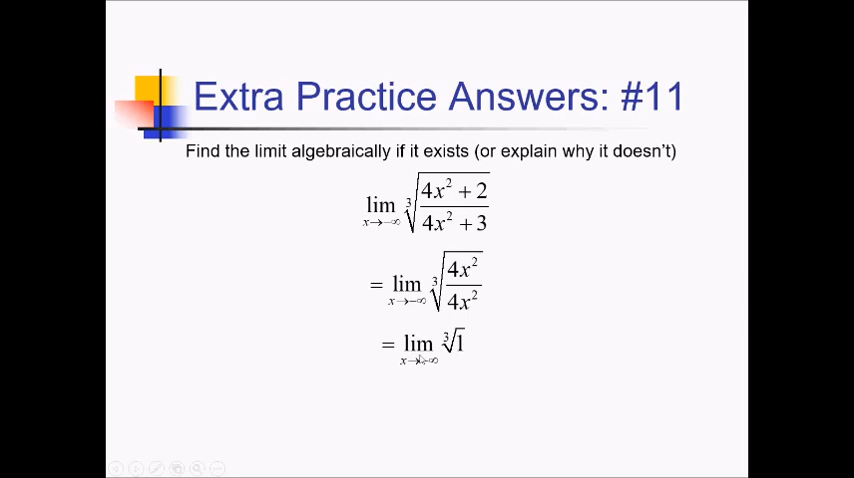 Extra Practice Answers: #11
Find the limit algebraically if it exists (or explain why it doesn't)
lim x→−∞ ∛((4x² + 2)/(4x² + 3))
= lim x→−∞ ∛(4x²/4x²)
= lim x→−∞ ∛1